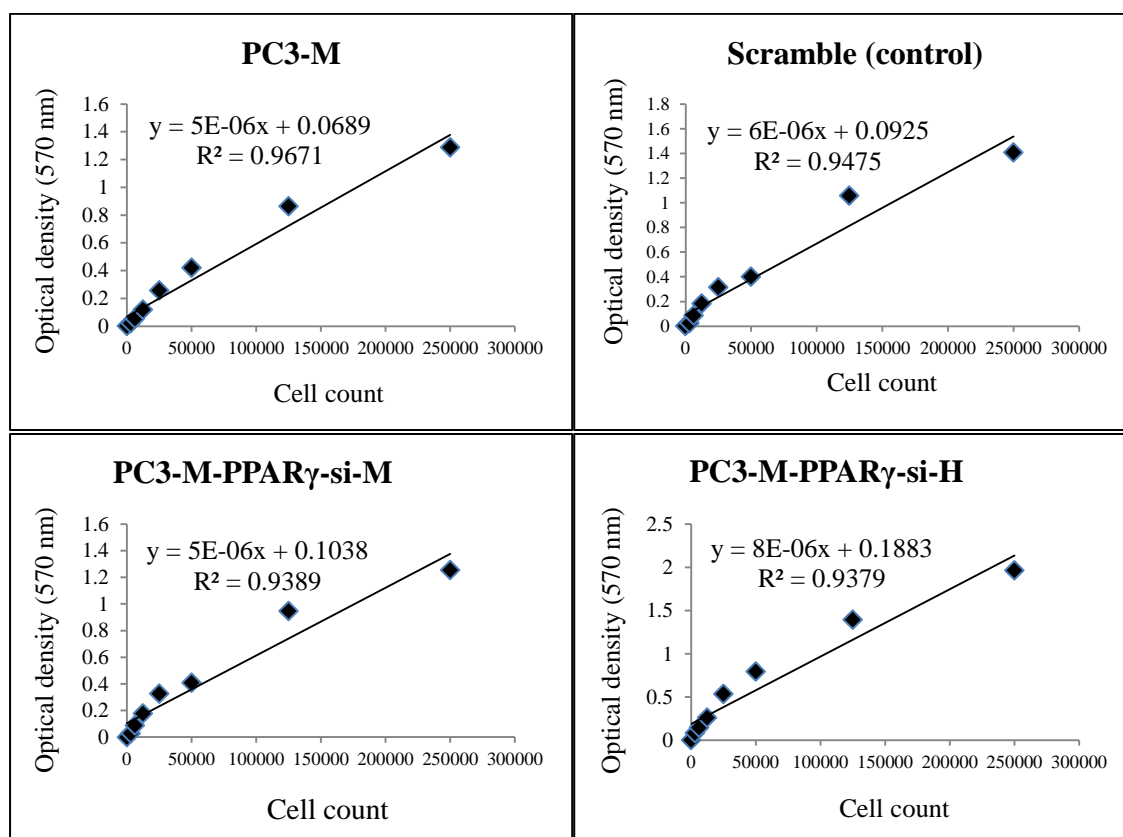 PC3-M
Optical density (570 nm)
y = 5E-06x + 0.0689
R² = 0.9671
1.6
1.4
1.2
1
0.8
0.6
0.4
0.2
0
0 50000 100000 150000 200000 250000 300000
Cell count
Scramble (control)
Optical density (570 nm)
y = 6E-06x + 0.0925
R² = 0.9475
1.8
1.6
1.4
1.2
1
0.8
0.6
0.4
0.2
0
0 50000 100000 150000 200000 250000 300000
Cell count
PC3-M-PPARγ-si-M
Optical density (570 nm)
y = 5E-06x + 0.1038
R² = 0.9389
1.6
1.4
1.2
1
0.8
0.6
0.4
0.2
0
0 50000 100000 150000 200000 250000 300000
Cell count
PC3-M-PPARγ-si-H
Optical density (570 nm)
y = 8E-06x + 0.1883
R² = 0.9379
2.5
2
1.5
1
0.5
0
0 50000 100000 150000 200000 250000 300000
Cell count